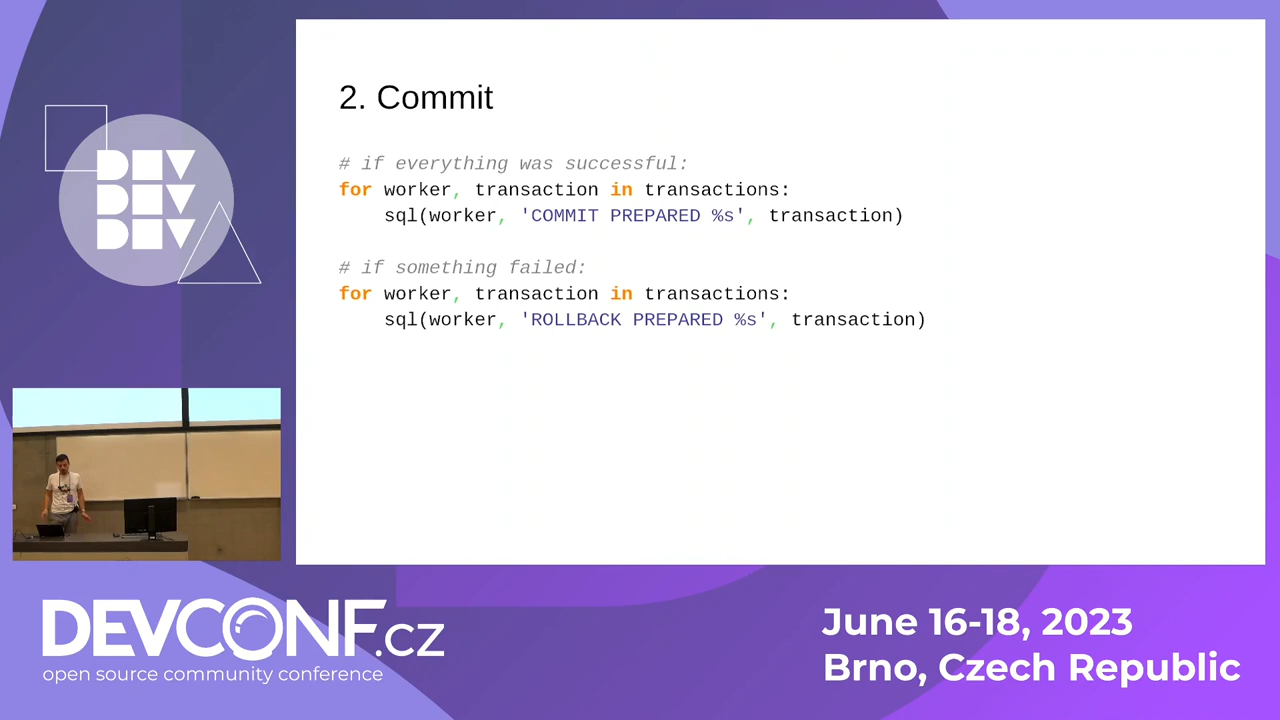 2. Commit
# if everything was successful:
for worker, transaction in transactions:
    sql(worker, 'COMMIT PREPARED %s', transaction)
# if something failed:
for worker, transaction in transactions:
    sql(worker, 'ROLLBACK PREPARED %s', transaction)
DEV
DEV
DEV
DEVCONF.cz
open source community conference
June 16-18, 2023
Brno, Czech Republic